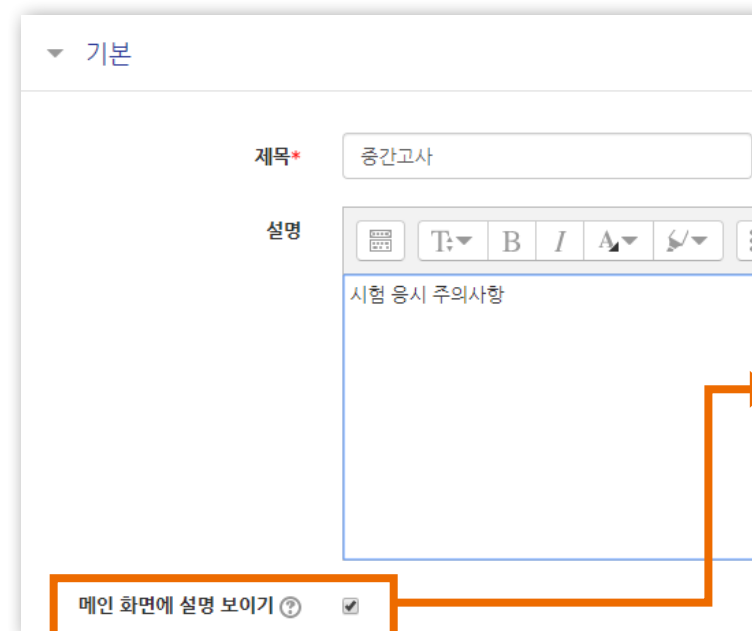 기본
제목*
중간고사
설명
T B I A
시험 응시 주의사항
메인 화면에 설명 보이기 ?